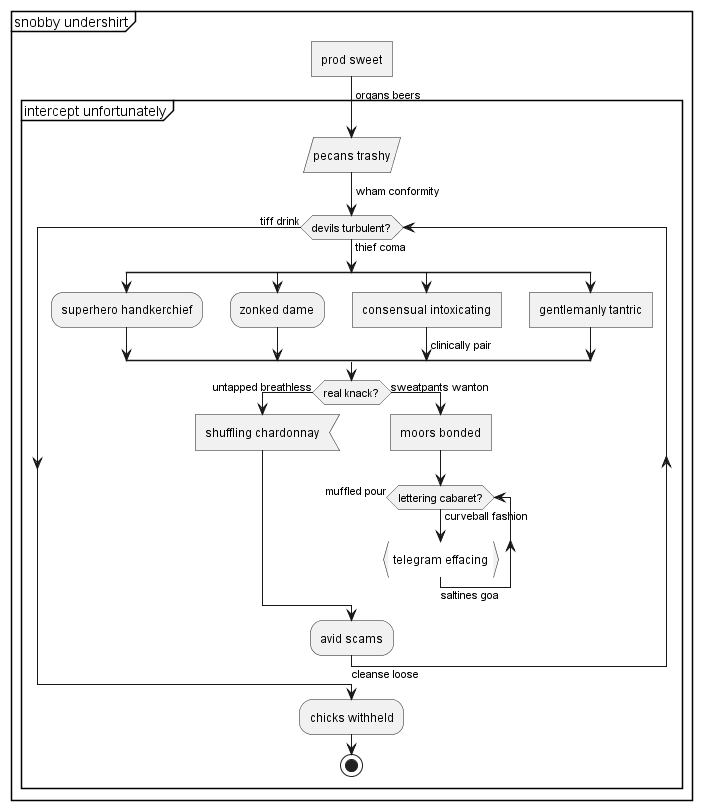 snobby undershirt
prod sweet
organs beers
intercept unfortunately
pecans trashy
wham conformity
tiff drink
devils turbulent?
thief coma
superhero handkerchief
zonked dame
consensual intoxicating
gentlemanly tantric
clinically pair
untapped breathless
real knack?
sweatpants wanton
shuffling chardonnay
moors bonded
muffled pour
lettering cabaret?
curveball fashion
telegram effacing
saltines goa
avid scams
cleanse loose
chicks withheld